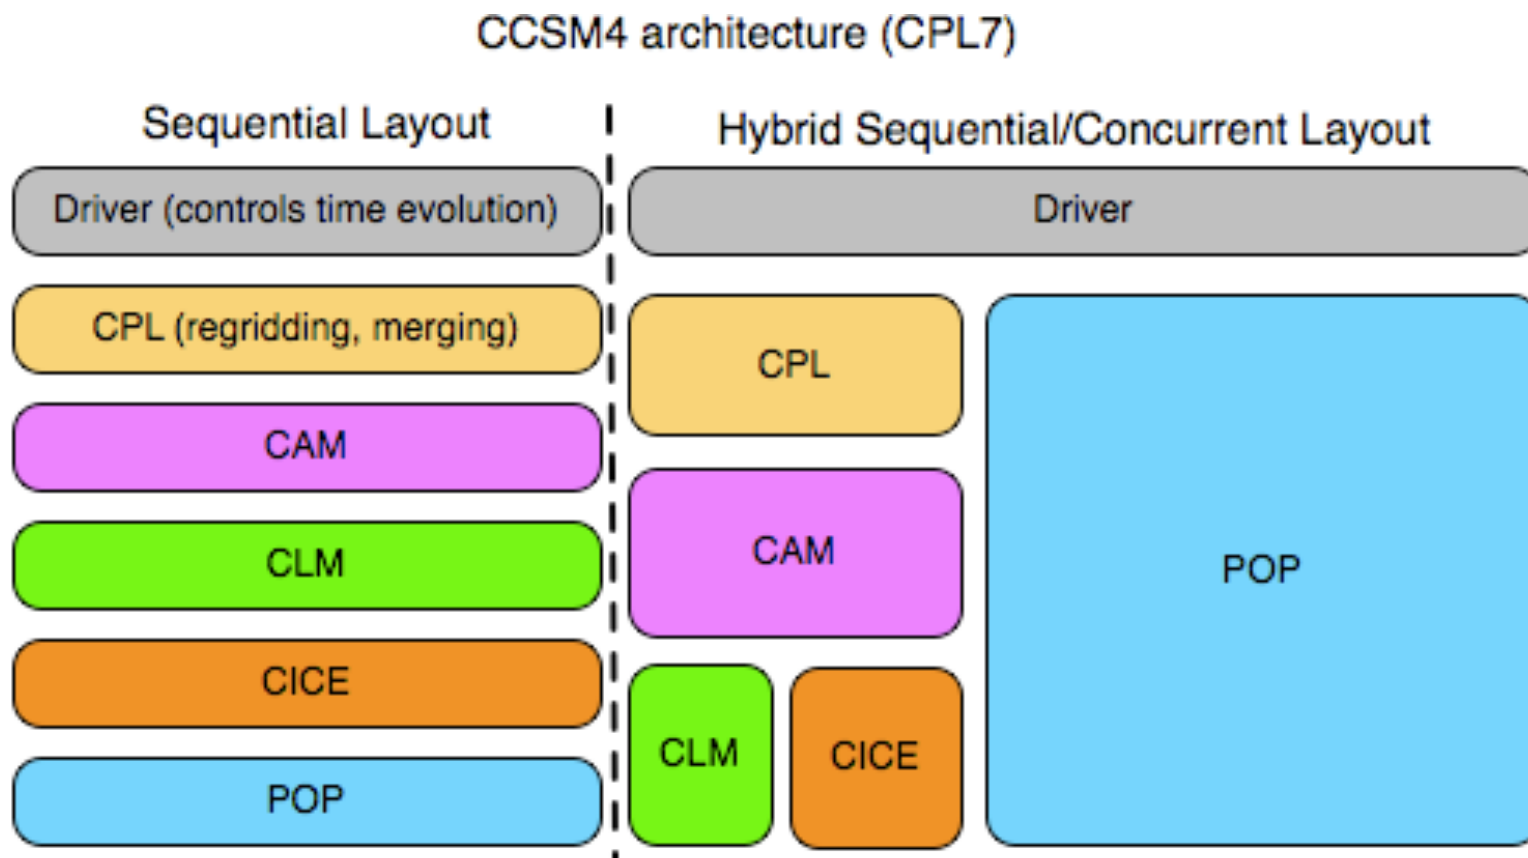 CCSM4 architecture (CPL7)
Sequential Layout
Driver (controls time evolution)
CPL (regridding, merging)
CAM
CLM
CICE
POP
Hybrid Sequential/Concurrent Layout
Driver
CPL
CAM
CLM
CICE
POP